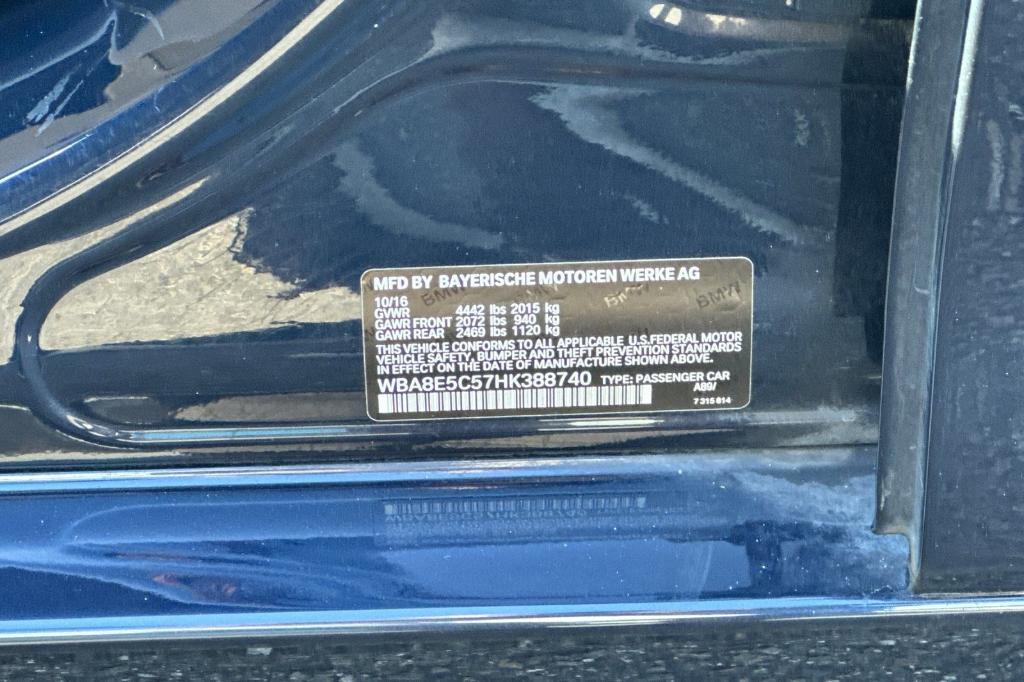 MFD BY BAYERISCHE MOTOREN WERKE AG
10/16
GVWR 4442 lbs 2015 kg
GAWR FRONT 2072 lbs 940 kg
GAWR REAR 2469 lbs 1120 kg
THIS VEHICLE CONFORMS TO ALL APPLICABLE U.S.FEDERAL MOTOR
VEHICLE SAFETY, BUMPER AND THEFT PREVENTION STANDARDS
IN EFFECT ON THE DATE OF MANUFACTURE SHOWN ABOVE.
WBA8E5C57HK388740 TYPE: PASSENGER CAR
A89/
7 315 814
BMW
BMW
BMW